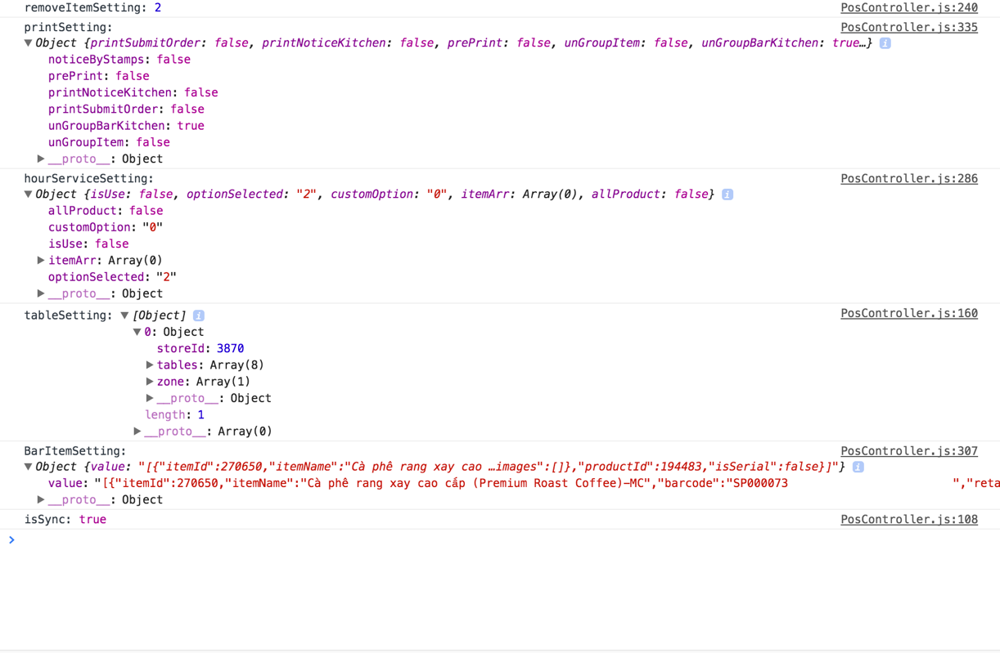 removeItemSetting: 2 PosController.js:240
printSetting: PosController.js:335
Object {printSubmitOrder: false, printNoticeKitchen: false, prePrint: false, unGroupItem: false, unGroupBarKitchen: true…}
noticeByStamps: false
prePrint: false
printNoticeKitchen: false
printSubmitOrder: false
unGroupBarKitchen: true
unGroupItem: false
__proto__: Object
hourServiceSetting: PosController.js:286
Object {isUse: false, optionSelected: "2", customOption: "0", itemArr: Array(0), allProduct: false}
allProduct: false
customOption: "0"
isUse: false
itemArr: Array(0)
optionSelected: "2"
__proto__: Object
tableSetting: [Object] PosController.js:160
0: Object
storeId: 3870
tables: Array(8)
zone: Array(1)
__proto__: Object
length: 1
__proto__: Array(0)
BarItemSetting: PosController.js:307
Object {value: "[{"itemId":270650,"itemName":"Cà phê rang xay cao …images":[]},"productId":194483,"isSerial":false}]"}
value: "[{"itemId":270650,"itemName":"Cà phê rang xay cao cấp (Premium Roast Coffee)-MC","barcode":"SP000073 ","reta
__proto__: Object
isSync: true PosController.js:108